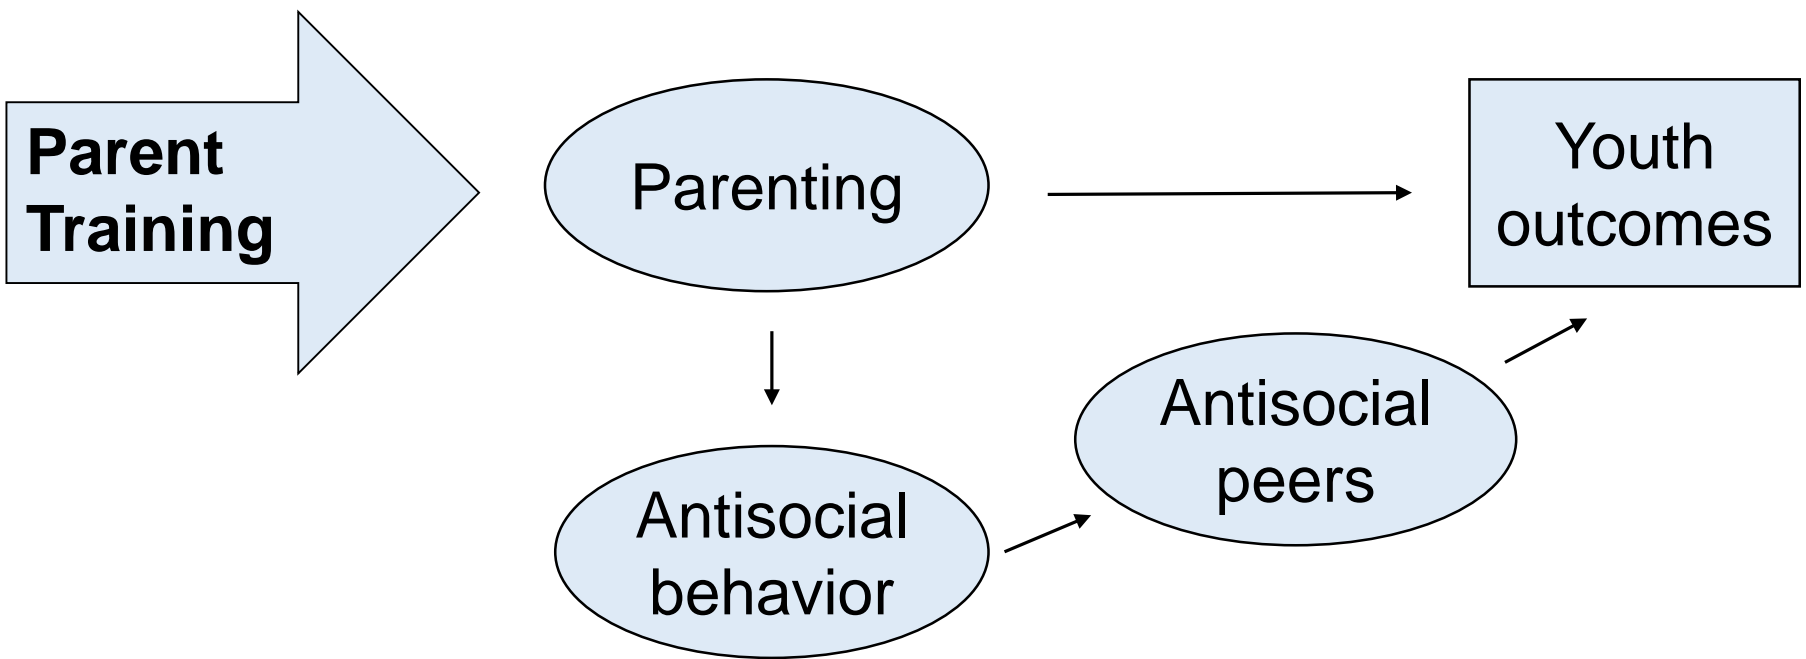 Parent
Training
Parenting
Youth
outcomes
Antisocial
behavior
Antisocial
peers